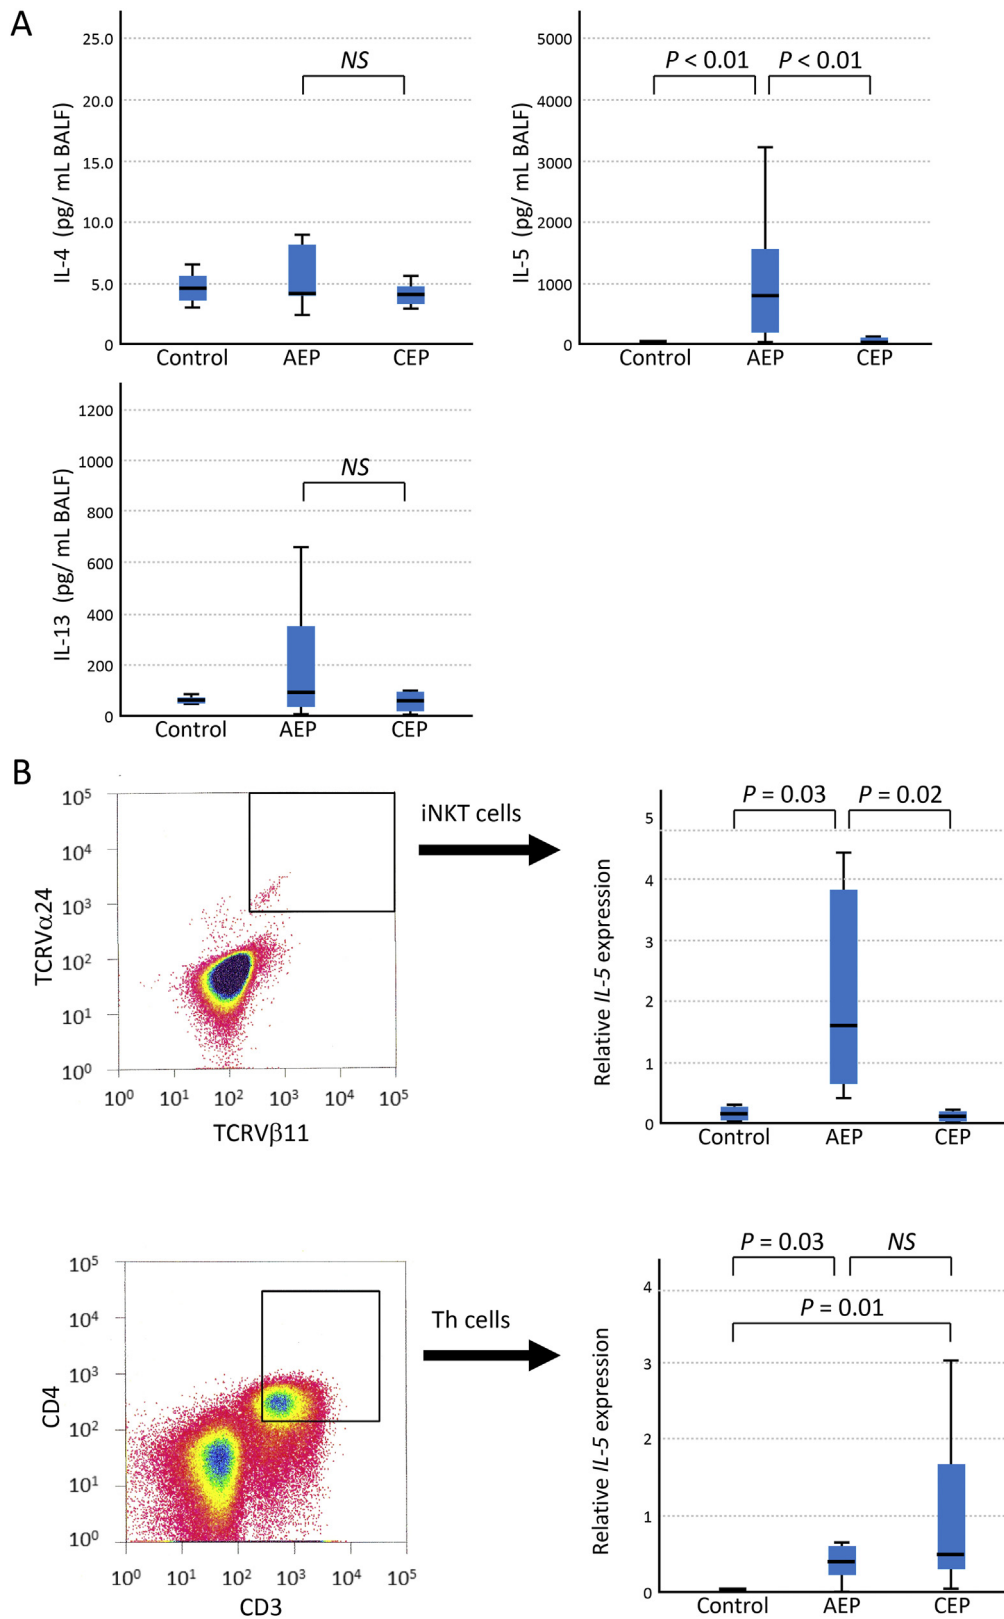 A
IL-4 (pg/ mL BALF)
25.0
20.0
15.0
10.0
5.0
0
NS
Control AEP CEP
IL-5 (pg/ mL BALF)
5000
4000
3000
2000
1000
0
P < 0.01 P < 0.01
Control AEP CEP
IL-13 (pg/ mL BALF)
1200
1000
800
600
400
200
0
NS
Control AEP CEP
B
TCRVα24
10⁵
10⁴
10³
10²
10¹
10⁰
10⁰ 10¹ 10² 10³ 10⁴ 10⁵
TCRVβ11
iNKT cells
Relative IL-5 expression
5
4
3
2
1
0
P = 0.03 P = 0.02
Control AEP CEP
CD4
10⁵
10⁴
10³
10²
10¹
10⁰
10⁰ 10¹ 10² 10³ 10⁴ 10⁵
CD3
Th cells
Relative IL-5 expression
4
3
2
1
0
P = 0.03 NS
P = 0.01
Control AEP CEP